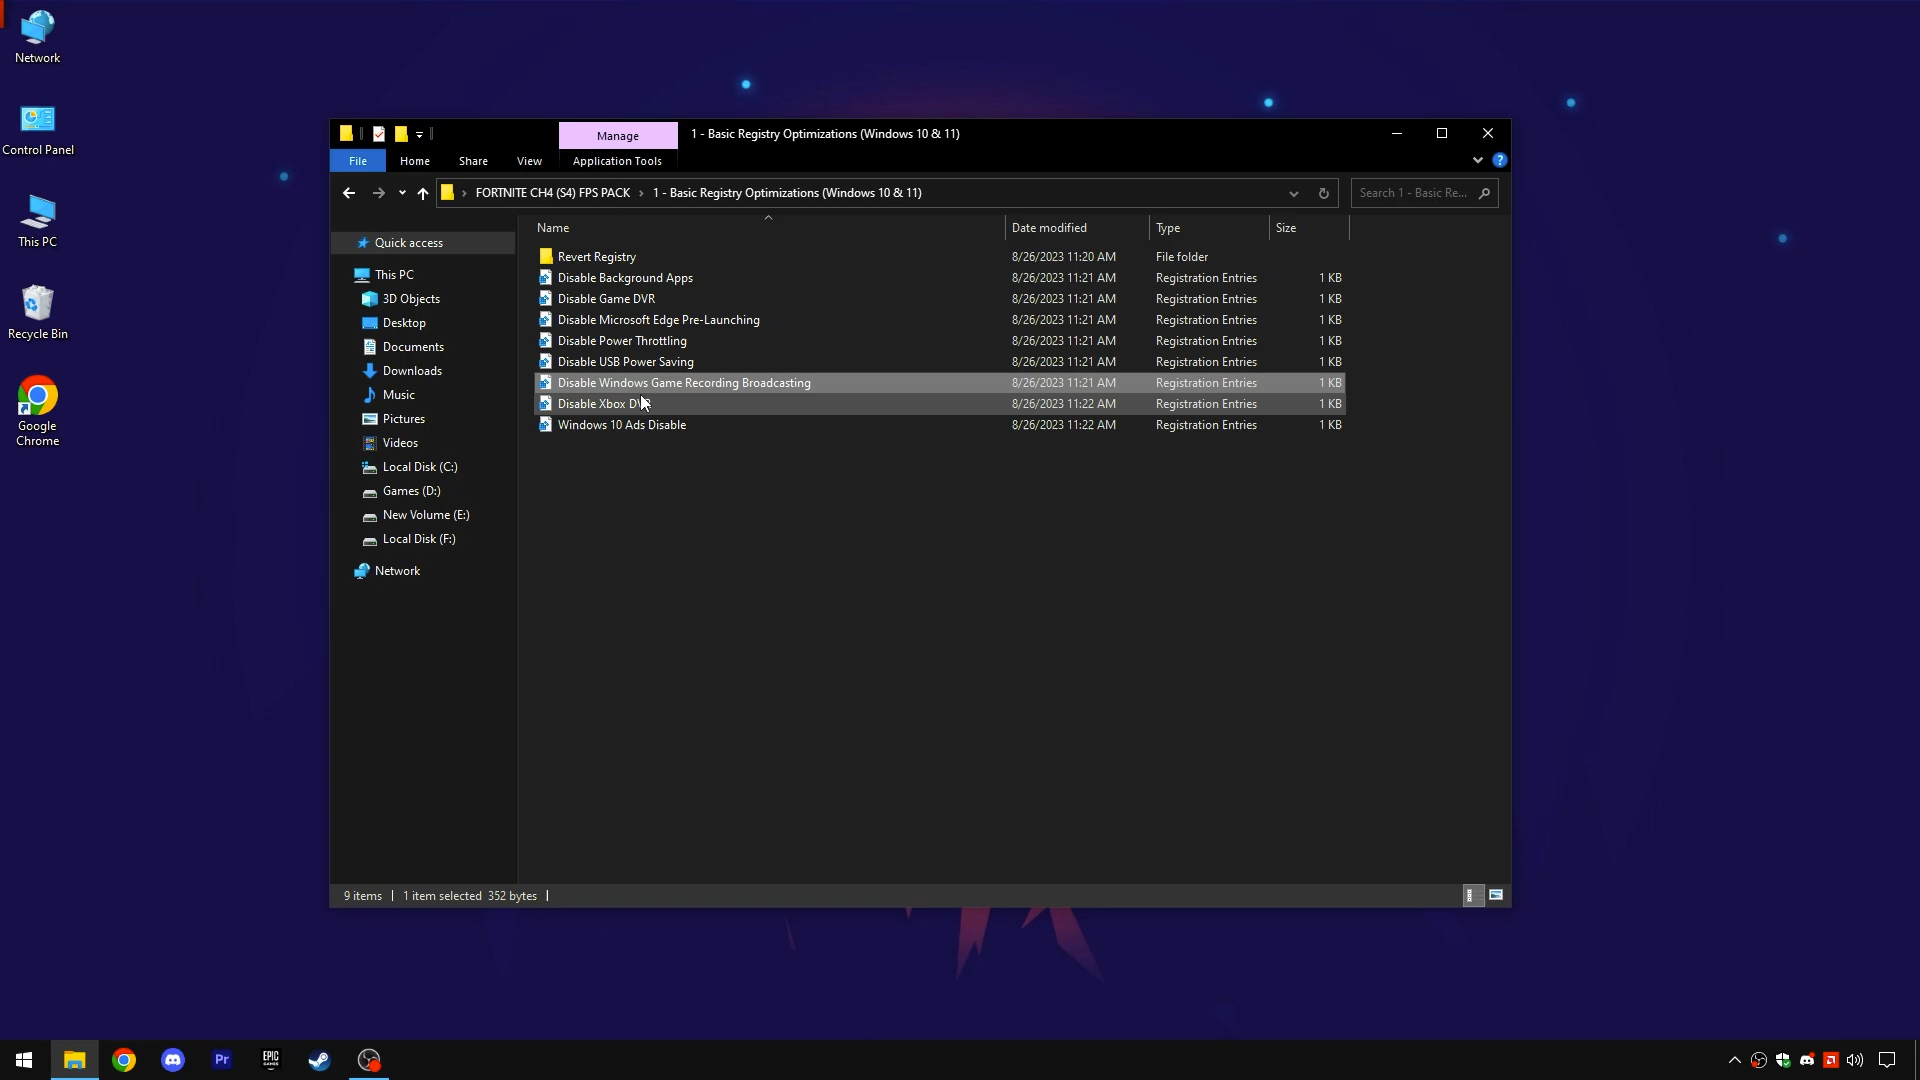 Network
Control Panel
This PC
Recycle Bin
Google
Chrome
Manage
1 - Basic Registry Optimizations (Windows 10 & 11)
File
Home
Share
View
Application Tools
FORTNITE CH4 (S4) FPS PACK
1 - Basic Registry Optimizations (Windows 10 & 11)
Search 1 - Basic Re...
Name
Date modified
Type
Size
Quick access
This PC
3D Objects
Desktop
Documents
Downloads
Music
Pictures
Videos
Local Disk (C:)
Games (D:)
New Volume (E:)
Local Disk (F:)
Network
Revert Registry 8/26/2023 11:20 AM File folder
Disable Background Apps 8/26/2023 11:21 AM Registration Entries 1 KB
Disable Game DVR 8/26/2023 11:21 AM Registration Entries 1 KB
Disable Microsoft Edge Pre-Launching 8/26/2023 11:21 AM Registration Entries 1 KB
Disable Power Throttling 8/26/2023 11:21 AM Registration Entries 1 KB
Disable USB Power Saving 8/26/2023 11:21 AM Registration Entries 1 KB
Disable Windows Game Recording Broadcasting 8/26/2023 11:21 AM Registration Entries 1 KB
Disable Xbox DVR 8/26/2023 11:22 AM Registration Entries 1 KB
Windows 10 Ads Disable 8/26/2023 11:22 AM Registration Entries 1 KB
9 items
1 item selected 352 bytes
Pr
EPIC
GAMES